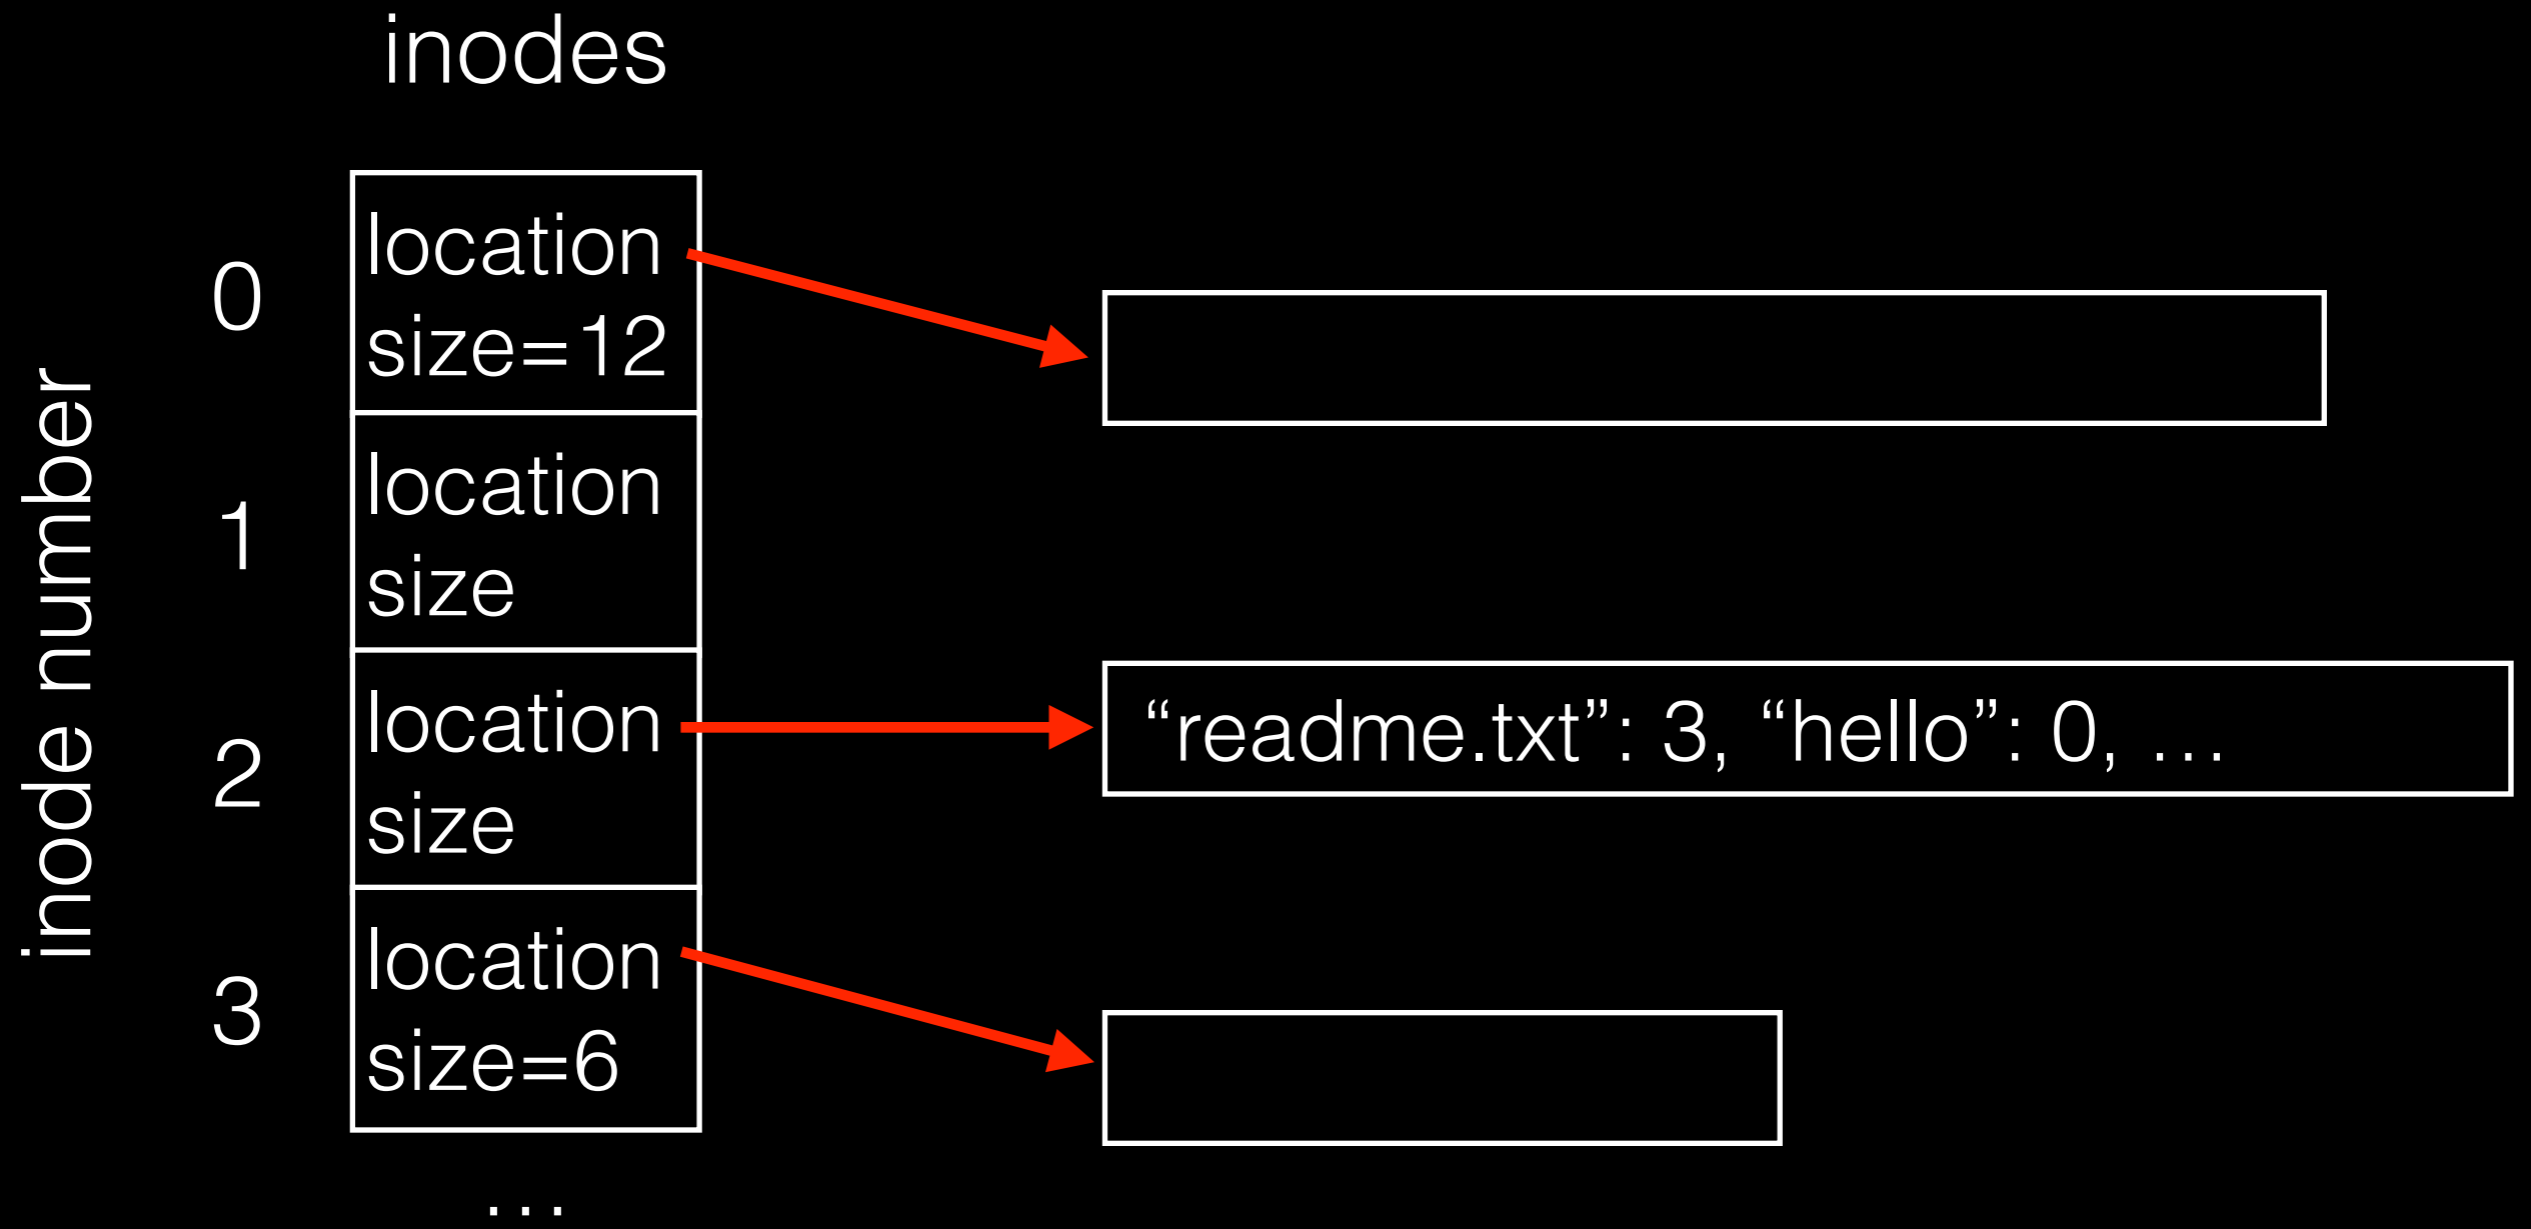 inodes
inode number
0
location
size=12
1
location
size
2
location
size
“readme.txt”: 3, “hello”: 0, …
3
location
size=6
…